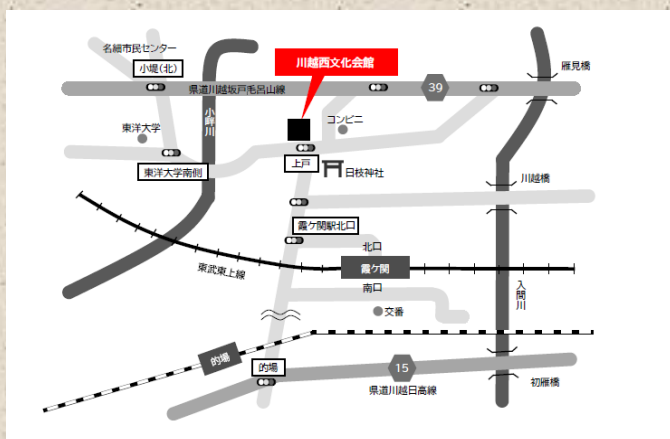 名細市民センター
小堤(北)
川越西文化会館
雁見橋
県道川越坂戸毛呂山線
39
小畔川
東洋大学
コンビニ
東洋大学南側
上戸
日枝神社
川越橋
霞ケ関駅北口
北口
東武東上線
霞ケ関
南口
入間川
交番
的場
的場
15
県道川越日高線
初雁橋